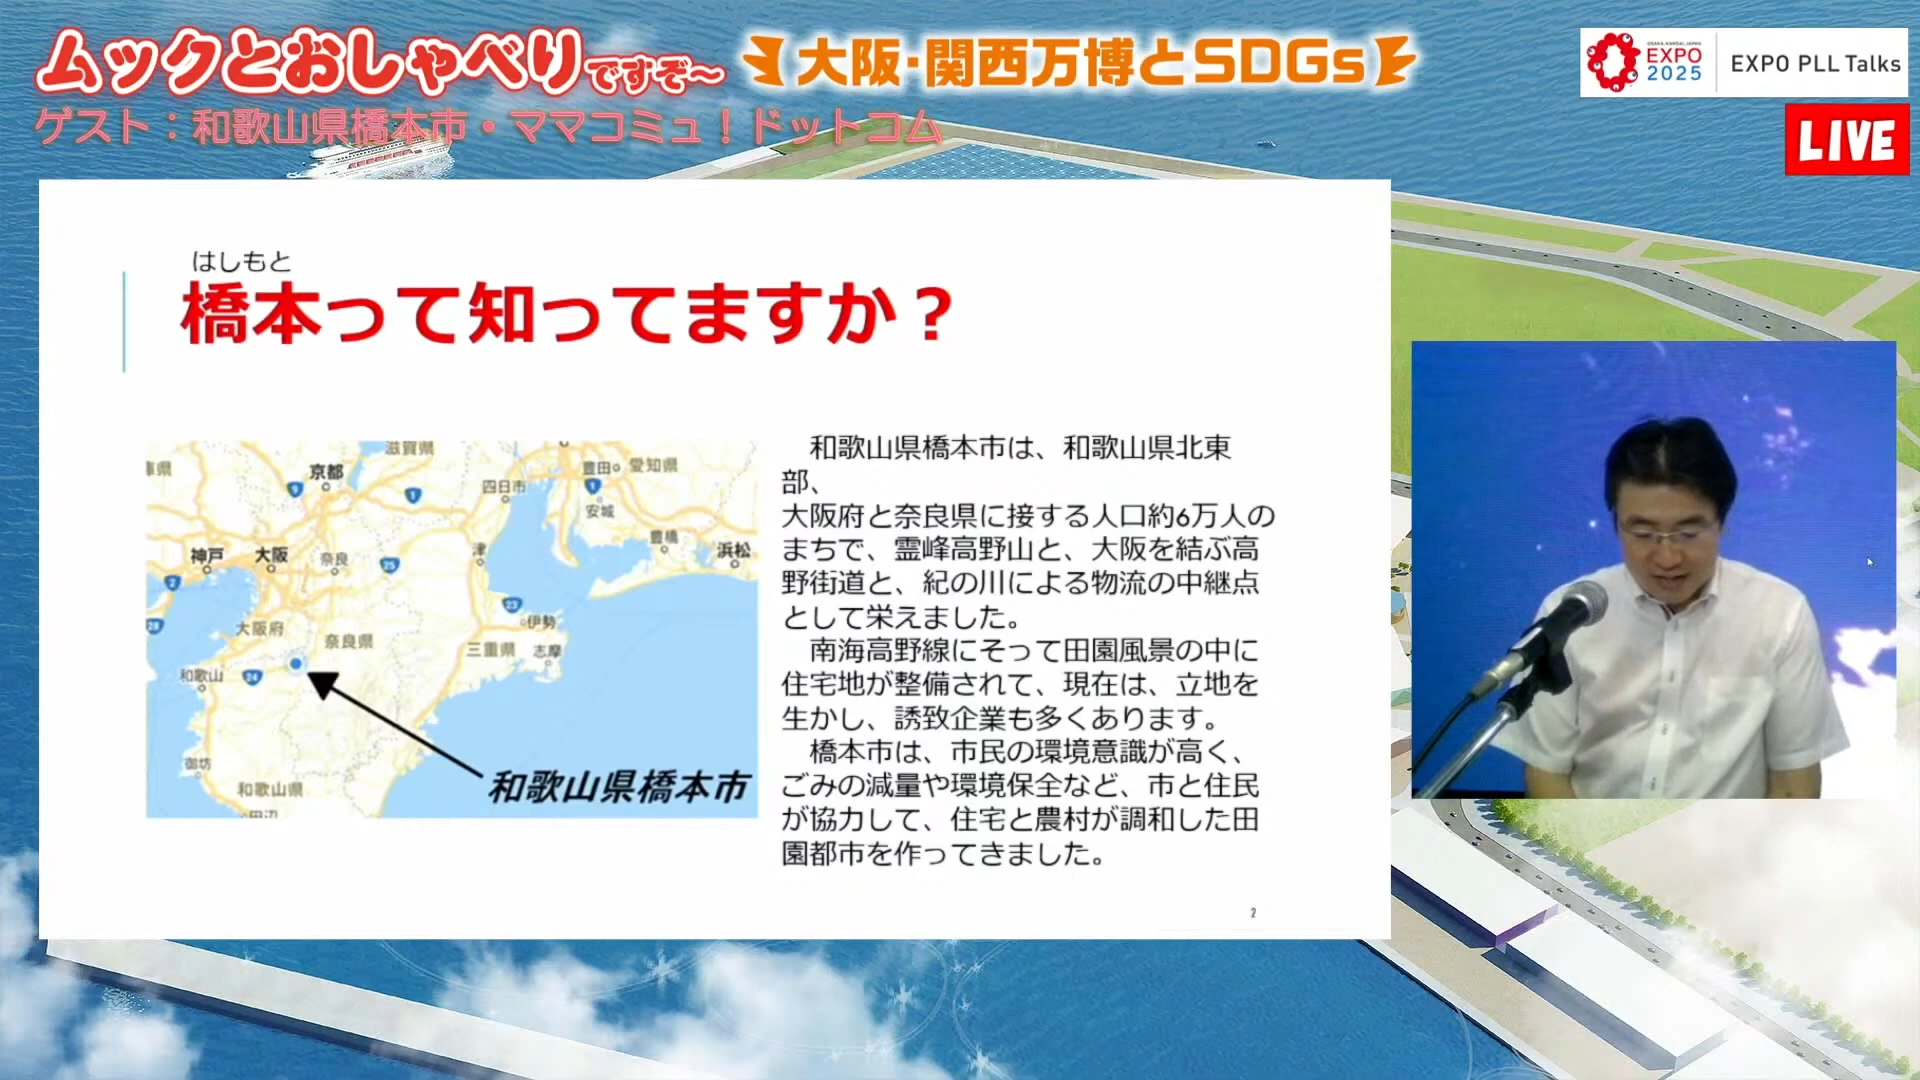 ムックとおしゃべりですぞ～
大阪・関西万博とSDGs
ゲスト：和歌山県橋本市・ママコミュ！ドットコム
OSAKA, KANSAI, JAPAN
EXPO
2025
EXPO PLL Talks
LIVE
はしもと
橋本って知ってますか？
滋賀県
庫県
京都
豊田
愛知県
9
1
四日市
1
安城
豊橋
浜松
神戸
大阪
奈良
津
25
2
23
伊勢
28
大阪府
奈良県
三重県
志摩
和歌山
24
御坊
和歌山県
田辺
和歌山県橋本市
和歌山県橋本市は、和歌山県北東
部、
大阪府と奈良県に接する人口約6万人の
まちで、霊峰高野山と、大阪を結ぶ高
野街道と、紀の川による物流の中継点
として栄えました。
南海高野線にそって田園風景の中に
住宅地が整備されて、現在は、立地を
生かし、誘致企業も多くあります。
橋本市は、市民の環境意識が高く、
ごみの減量や環境保全など、市と住民
が協力して、住宅と農村が調和した田
園都市を作ってきました。
2